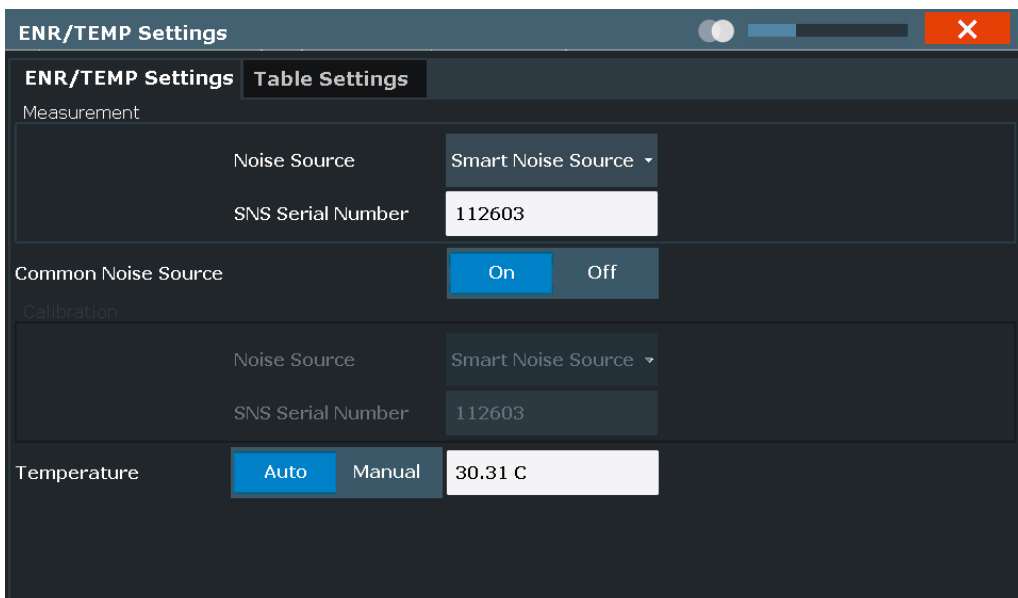 ENR/TEMP Settings
ENR/TEMP Settings Table Settings
Measurement
Noise Source Smart Noise Source
SNS Serial Number 112603
Common Noise Source On Off
Calibration
Noise Source Smart Noise Source
SNS Serial Number 112603
Temperature Auto Manual 30.31 C